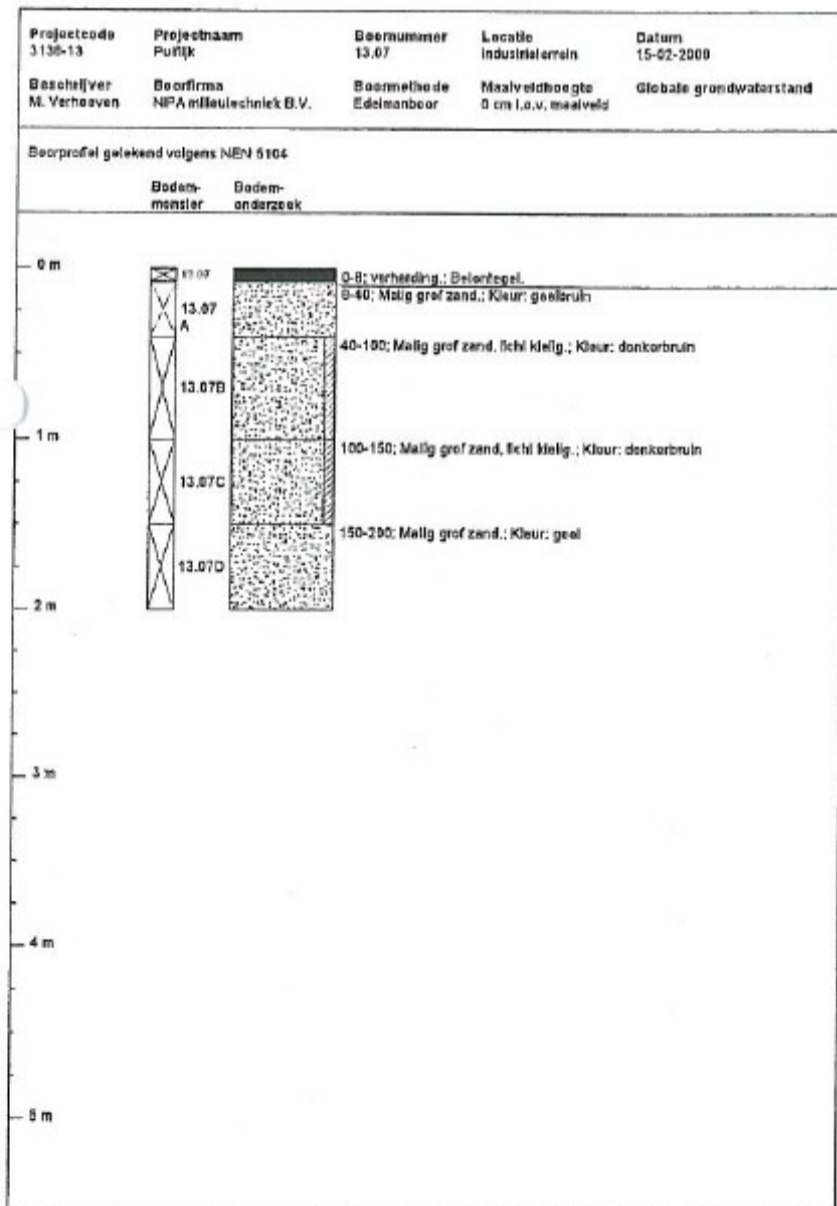 Projectcode Projectnaam Boornummer Locatie Datum
3136-13 Puifijk 13.07 Industrieterrein 15-02-2000
Beschrijver Boorfirma Boormethode Maaiveldhoogte Globale grondwaterstand
M. Verhoeven NIPA milieutechniek B.V. Edelmanboor 0 cm t.o.v. maaiveld
Boorprofiel getekend volgens NEN 5104
Bodem- Bodem-
monster onderzoek
0 m 13.07 0-8; verharding.; Betontegel.
13.07 8-40; Matig grof zand.; Kleur: geelbruin
A
40-100; Matig grof zand, licht kleiig.; Kleur: donkerbruin
13.07B
1 m 100-150; Matig grof zand, licht kleiig.; Kleur: donkerbruin
13.07C
150-200; Matig grof zand.; Kleur: geel
13.07D
2 m
3 m
4 m
5 m